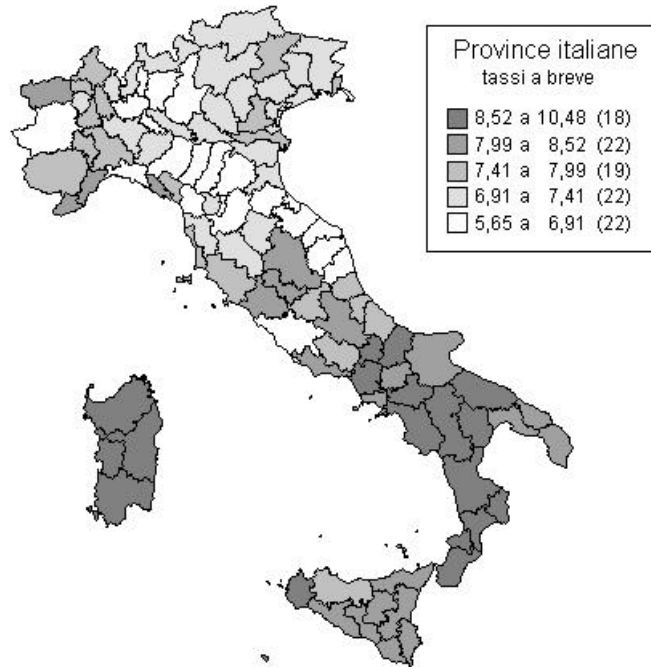 Province italiane
tassi a breve
8,52 a 10,48 (18)
7,99 a 8,52 (22)
7,41 a 7,99 (19)
6,91 a 7,41 (22)
5,65 a 6,91 (22)